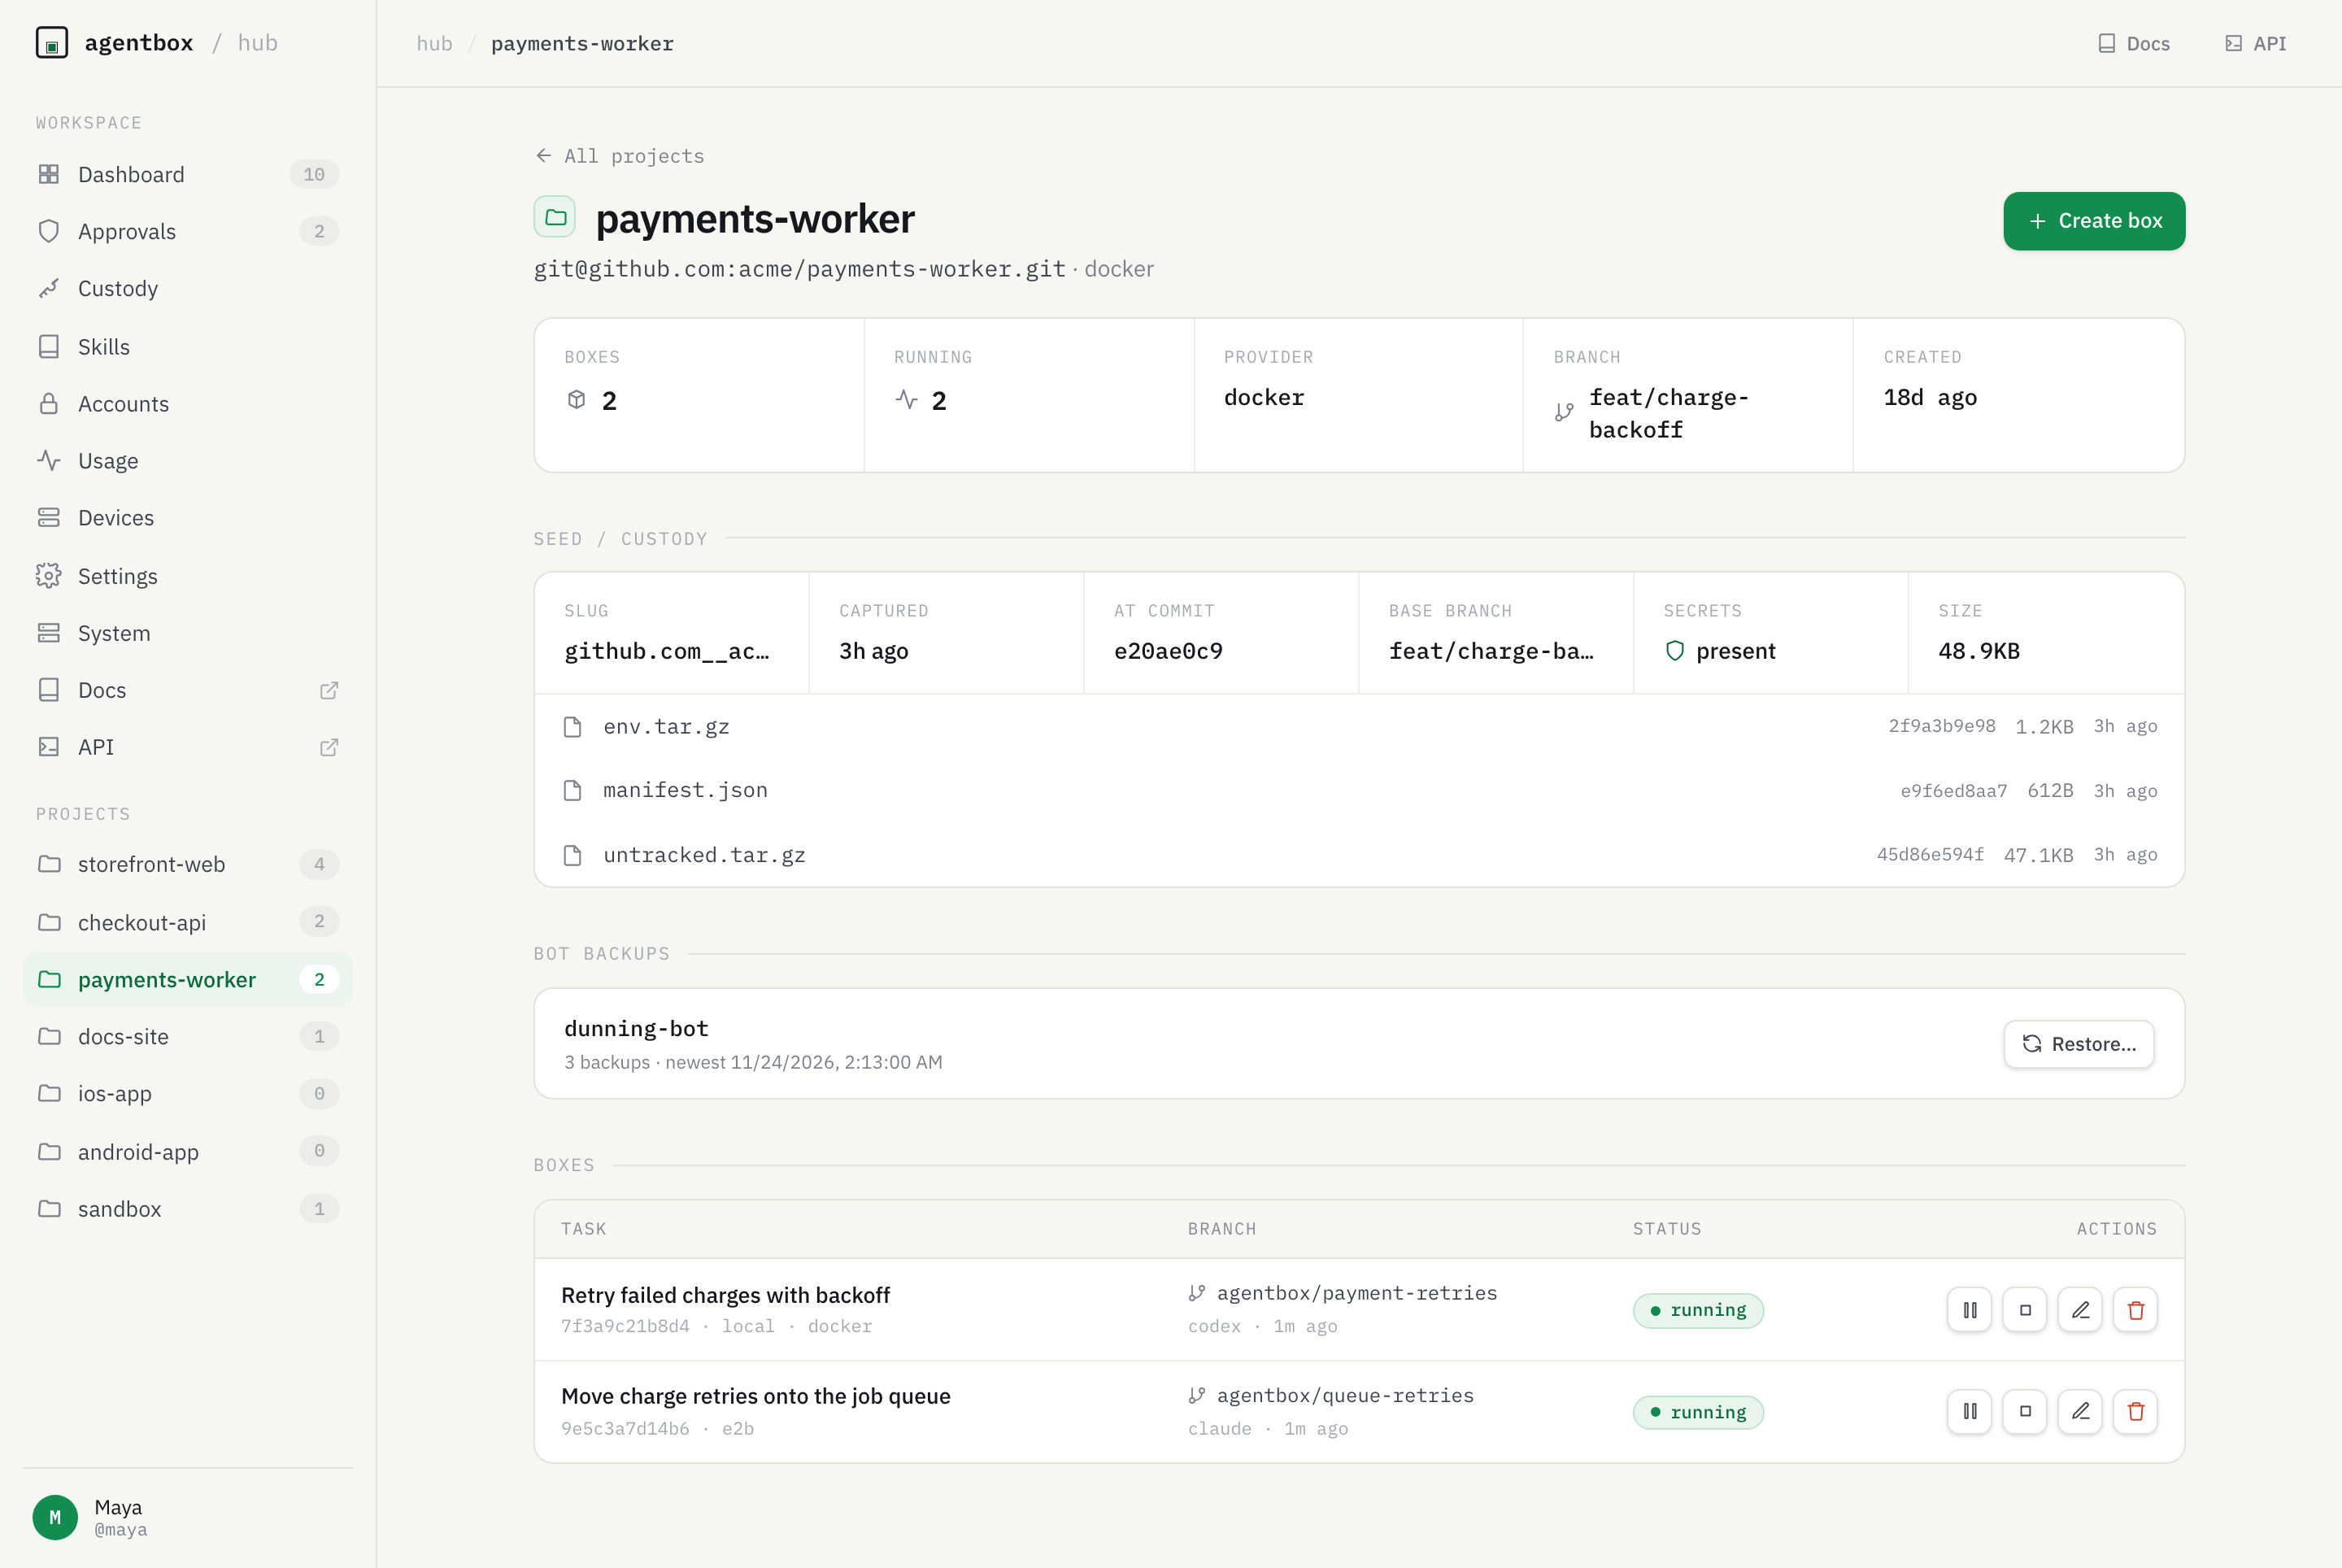 agentbox / hub
hub / payments-worker
Docs
API
WORKSPACE
Dashboard 10
Approvals 2
Custody
Skills
Accounts
Usage
Devices
Settings
System
Docs
API
PROJECTS
storefront-web 4
checkout-api 2
payments-worker 2
docs-site 1
ios-app 0
android-app 0
sandbox 1
M
Maya
@maya
← All projects
payments-worker
+ Create box
git@github.com:acme/payments-worker.git · docker
BOXES
2
RUNNING
2
PROVIDER
docker
BRANCH
feat/charge-
backoff
CREATED
18d ago
SEED / CUSTODY
SLUG
github.com__ac…
CAPTURED
3h ago
AT COMMIT
e20ae0c9
BASE BRANCH
feat/charge-ba…
SECRETS
present
SIZE
48.9KB
env.tar.gz 2f9a3b9e98 1.2KB 3h ago
manifest.json e9f6ed8aa7 612B 3h ago
untracked.tar.gz 45d86e594f 47.1KB 3h ago
BOT BACKUPS
dunning-bot
3 backups · newest 11/24/2026, 2:13:00 AM
Restore…
BOXES
TASK BRANCH STATUS ACTIONS
Retry failed charges with backoff
7f3a9c21b8d4 · local · docker
agentbox/payment-retries
codex · 1m ago
running
Move charge retries onto the job queue
9e5c3a7d14b6 · e2b
agentbox/queue-retries
claude · 1m ago
running